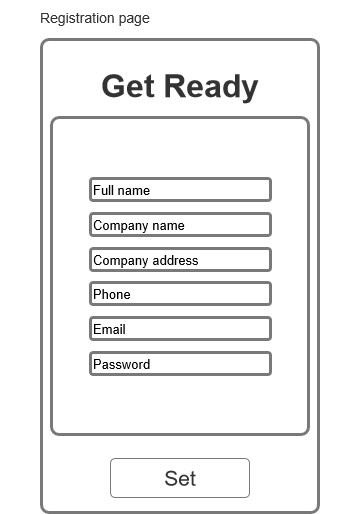 Registration page
Get Ready
Full name
Company name
Company address
Phone
Email
Password
Set